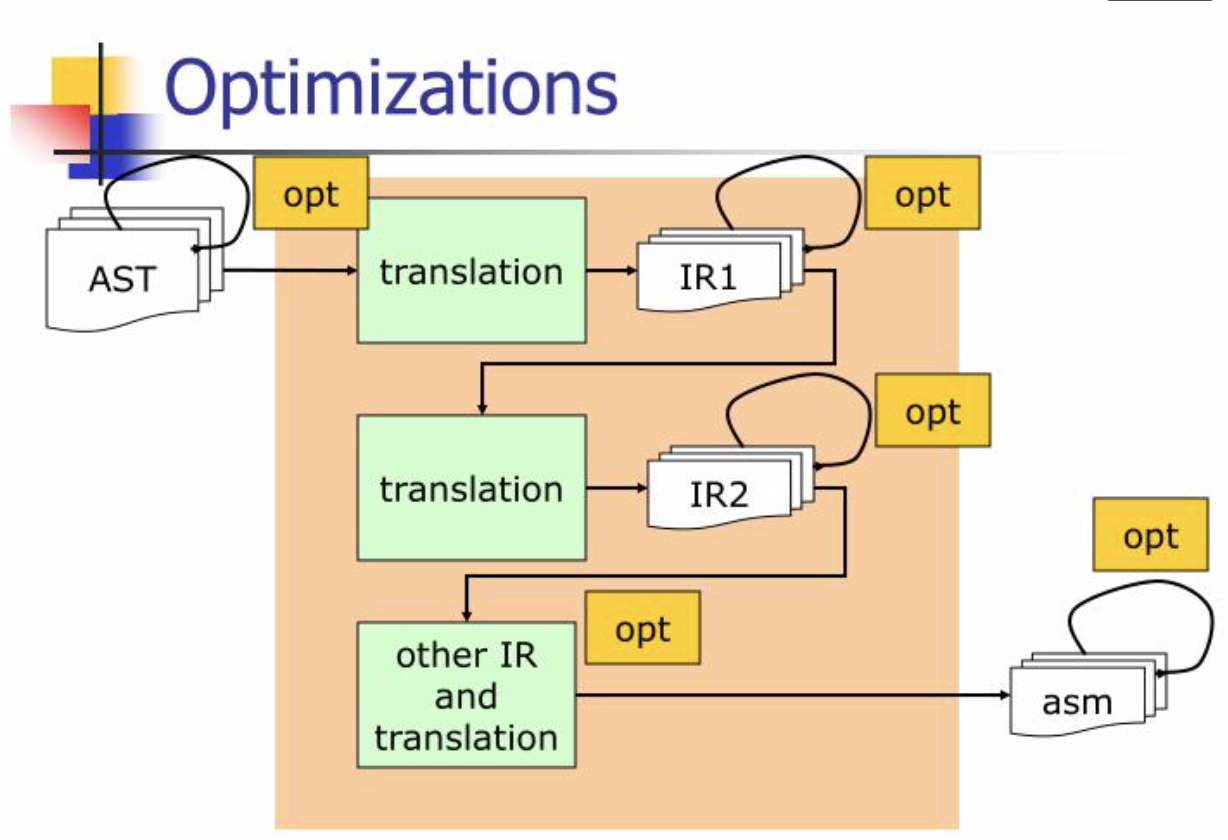 Optimizations
opt
opt
AST
translation
IR1
opt
translation
IR2
opt
opt
other IR
and
translation
asm